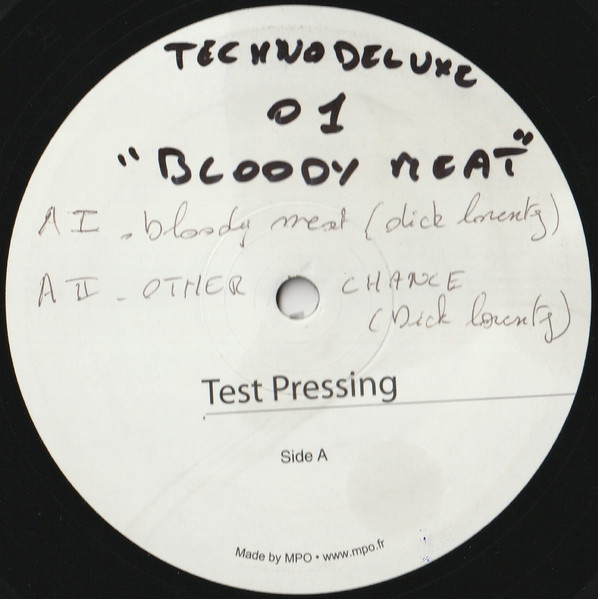 TECHNODELUXE
01
"BLOODY MEAT"
A I - bloody meat (dick lorentz)
A II - OTHER CHANCE
(Dick lorentz)
Test Pressing
Side A
Made by MPO • www.mpo.fr